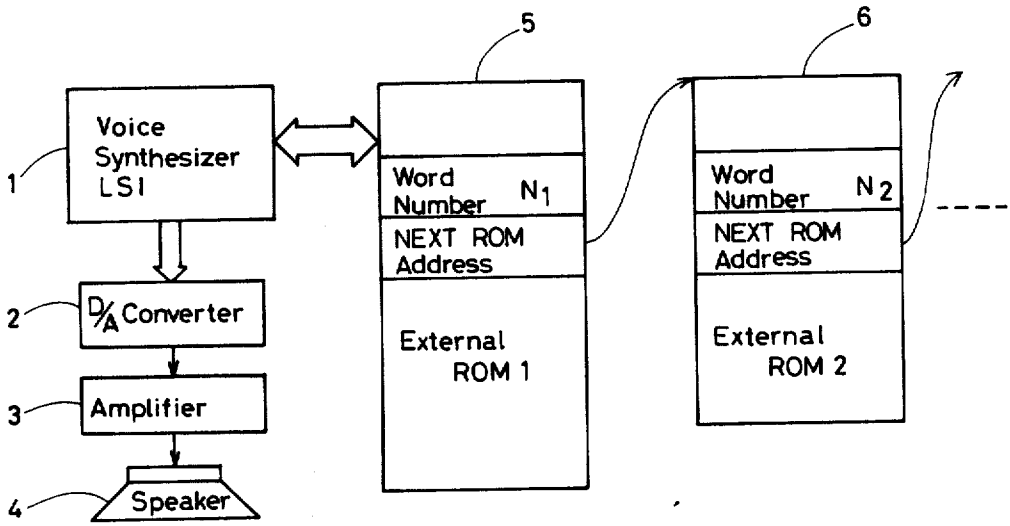 5
6
1
Voice
Synthesizer
LSI
Word
Number N1
NEXT ROM
Address
External
ROM 1
Word
Number N2
NEXT ROM
Address
External
ROM 2
2
D/A Converter
3
Amplifier
4
Speaker